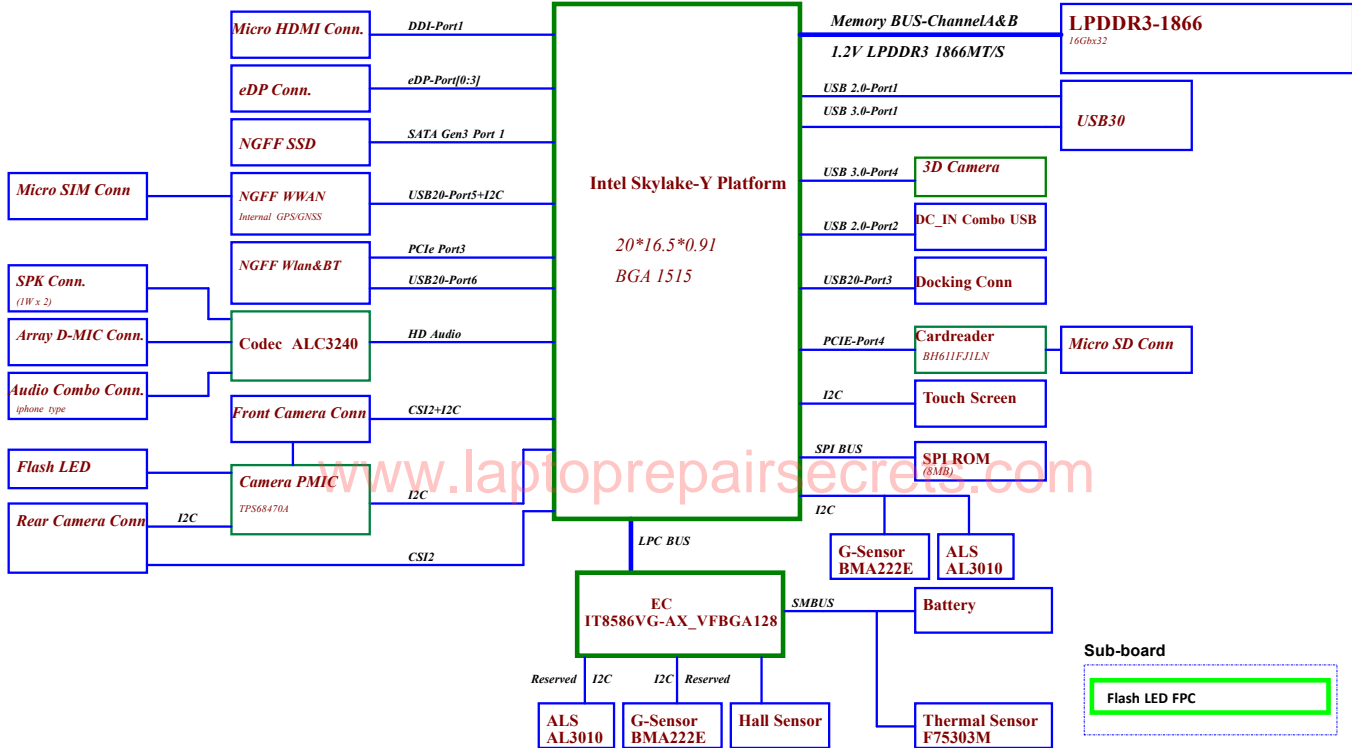 Micro HDMI Conn.
DDI-Port1
eDP Conn.
eDP-Port[0:3]
NGFF SSD
SATA Gen3 Port 1
Micro SIM Conn
NGFF WWAN
Internal GPS/GNSS
USB20-Port5+I2C
NGFF Wlan&BT
PCIe Port3
USB20-Port6
SPK Conn.
(1W x 2)
Array D-MIC Conn.
Audio Combo Conn.
iphone type
Codec ALC3240
HD Audio
Front Camera Conn
CSI2+I2C
Flash LED
Camera PMIC
TPS68470A
I2C
Rear Camera Conn
I2C
CSI2
Intel Skylake-Y Platform
20*16.5*0.91
BGA 1515
Memory BUS-ChannelA&B
1.2V LPDDR3 1866MT/S
LPDDR3-1866
16Gbx32
USB 2.0-Port1
USB 3.0-Port1
USB30
USB 3.0-Port4
3D Camera
USB 2.0-Port2
DC_IN Combo USB
USB20-Port3
Docking Conn
PCIE-Port4
Cardreader
BH611FJ1LN
Micro SD Conn
I2C
Touch Screen
SPI BUS
SPI ROM
(8MB)
www.laptoprepairsecrets.com
I2C
G-Sensor
BMA222E
ALS
AL3010
LPC BUS
EC
IT8586VG-AX_VFBGA128
SMBUS
Battery
Thermal Sensor
F75303M
Reserved
I2C
I2C
Reserved
ALS
AL3010
G-Sensor
BMA222E
Hall Sensor
Sub-board
Flash LED FPC